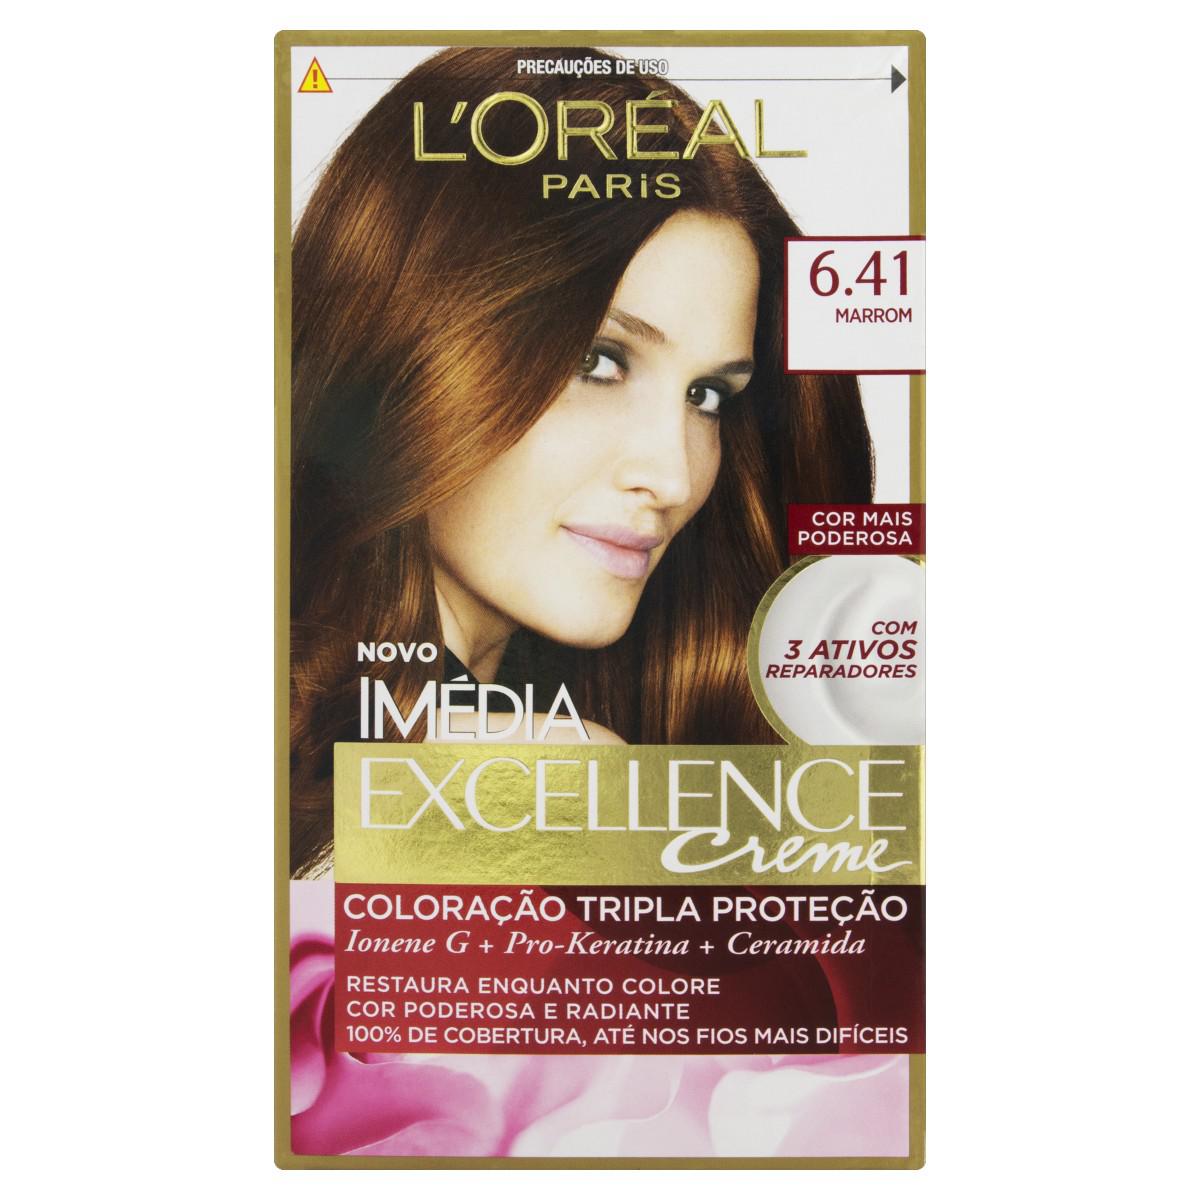 PRECAUÇÕES DE USO
L'ORÉAL
PARiS
6.41
MARROM
COR MAIS
PODEROSA
COM
3 ATIVOS
REPARADORES
NOVO
IMÉDIA
EXCELLENCE
Creme
COLORAÇÃO TRIPLA PROTEÇÃO
Ionene G + Pro-Keratina + Ceramida
RESTAURA ENQUANTO COLORE
COR PODEROSA E RADIANTE
100% DE COBERTURA, ATÉ NOS FIOS MAIS DIFÍCEIS